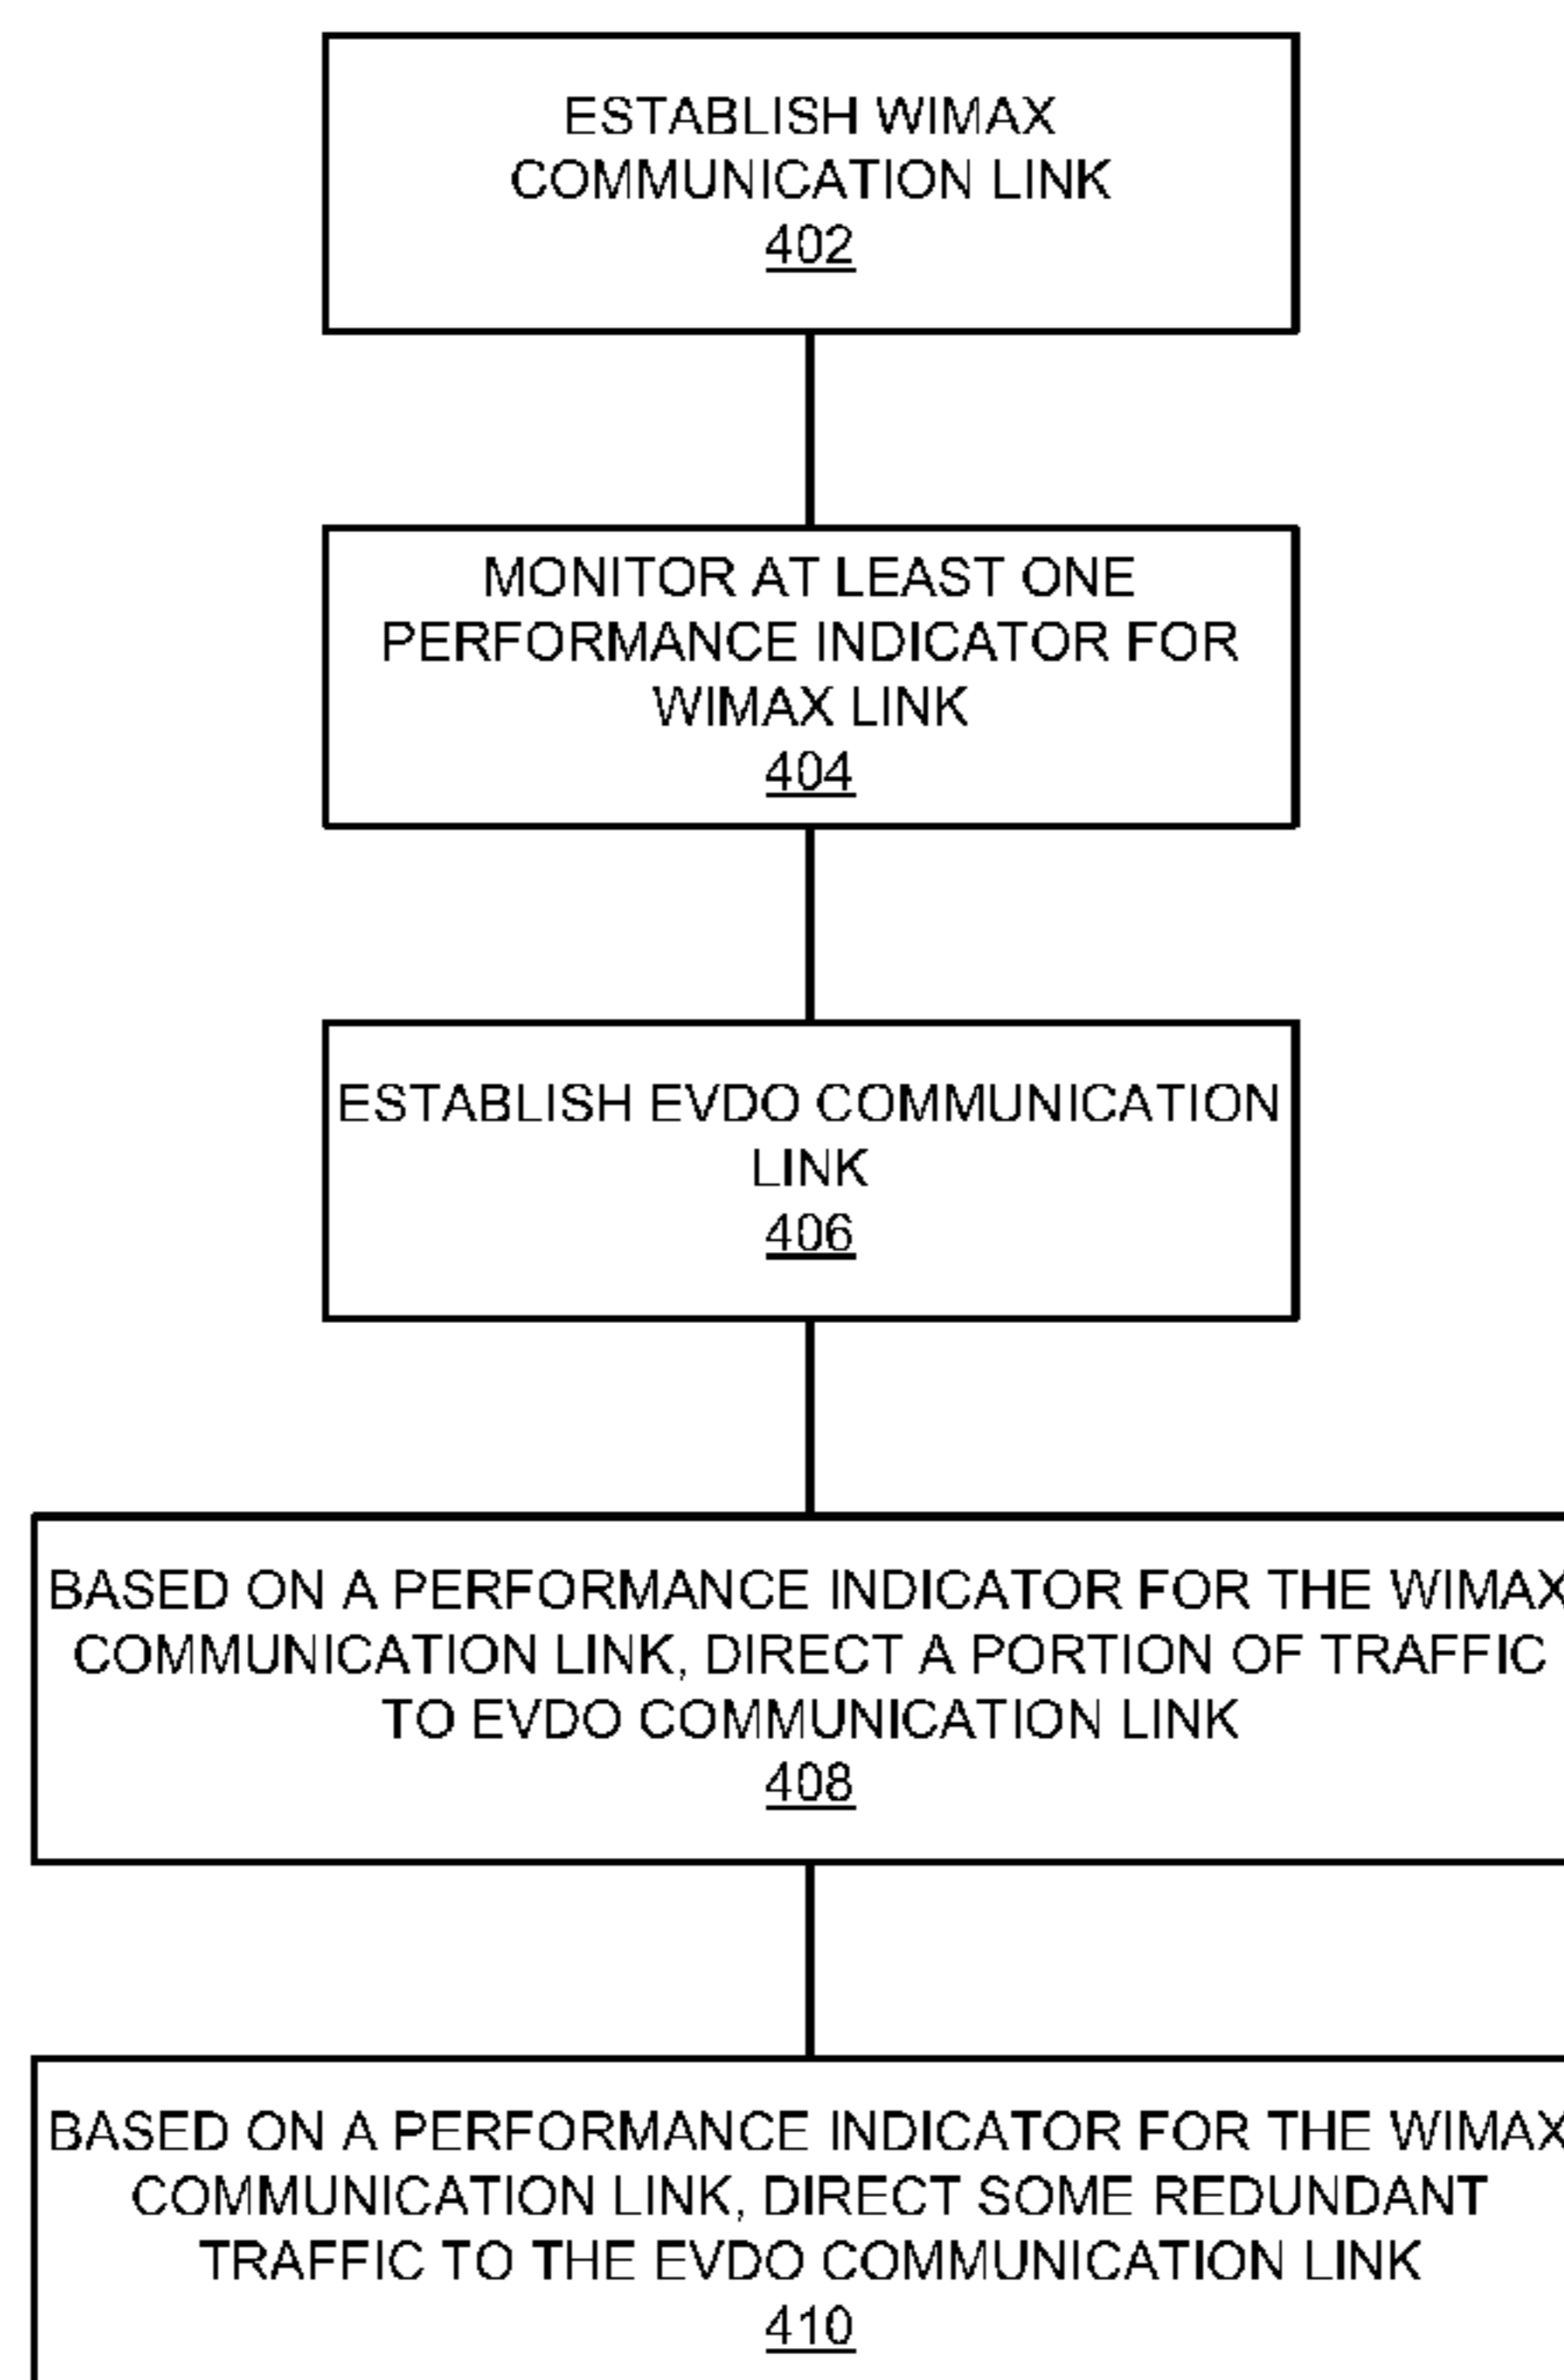 ESTABLISH WIMAX
COMMUNICATION LINK
402
MONITOR AT LEAST ONE
PERFORMANCE INDICATOR FOR
WIMAX LINK
404
ESTABLISH EVDO COMMUNICATION
LINK
406
BASED ON A PERFORMANCE INDICATOR FOR THE WIMAX
COMMUNICATION LINK, DIRECT A PORTION OF TRAFFIC
TO EVDO COMMUNICATION LINK
408
BASED ON A PERFORMANCE INDICATOR FOR THE WIMAX
COMMUNICATION LINK, DIRECT SOME REDUNDANT
TRAFFIC TO THE EVDO COMMUNICATION LINK
410